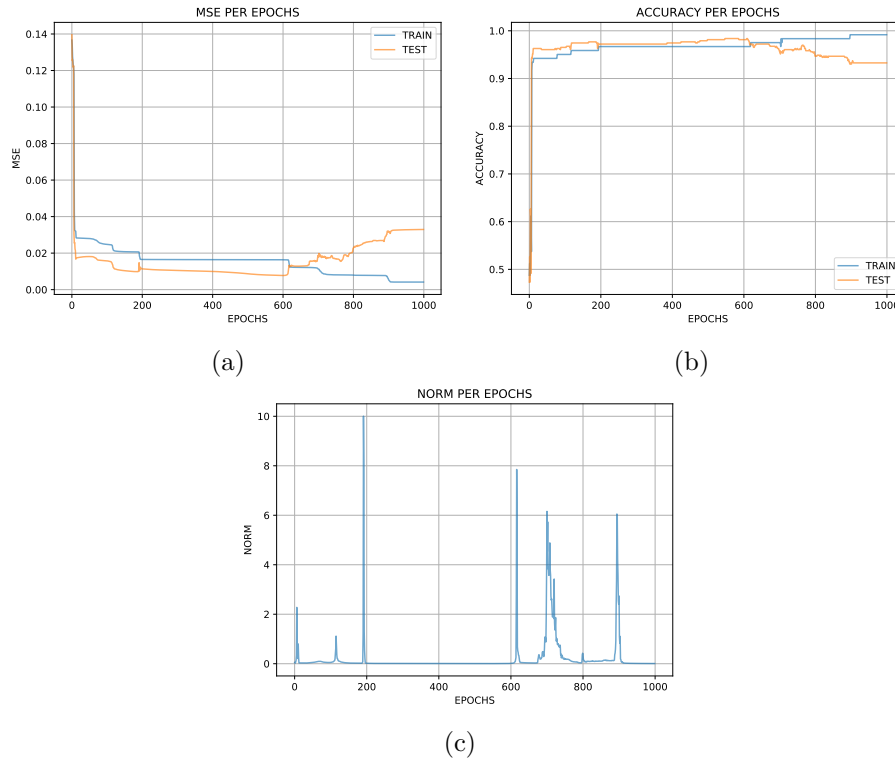 MSE PER EPOCHS
0.14
0.12
0.10
0.08
0.06
0.04
0.02
0.00
MSE
TRAIN
TEST
0 200 400 600 800 1000
EPOCHS
(a)
ACCURACY PER EPOCHS
1.0
0.9
0.8
0.7
0.6
0.5
ACCURACY
TRAIN
TEST
0 200 400 600 800 1000
EPOCHS
(b)
NORM PER EPOCHS
10
8
6
4
2
0
NORM
0 200 400 600 800 1000
EPOCHS
(c)